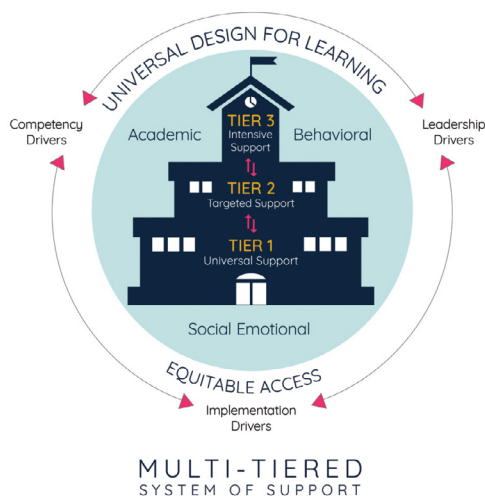 UNIVERSAL DESIGN FOR LEARNING
Competency
Drivers
Academic
TIER 3
Intensive
Support
Behavioral
Leadership
Drivers
TIER 2
Targeted Support
TIER 1
Universal Support
Social Emotional
EQUITABLE ACCESS
Implementation
Drivers
MULTI-TIERED
SYSTEM OF SUPPORT